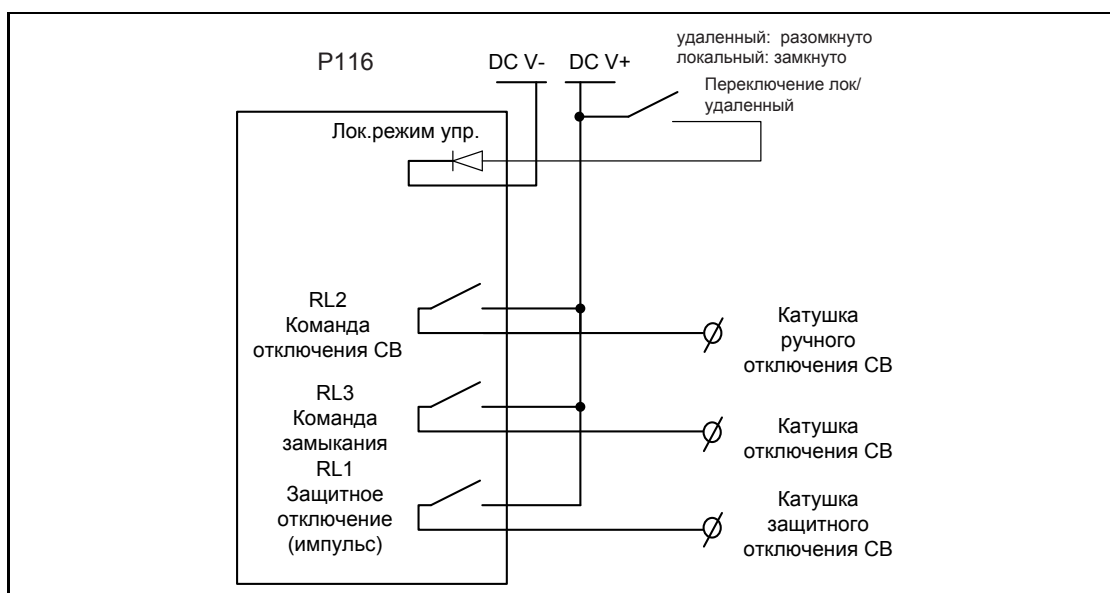 P116
DC V-
DC V+
удаленный: разомкнуто
локальный: замкнуто
Переключение лок/
удаленный
Лок.режим упр.
RL2
Команда
отключения СВ
Катушка
ручного
отключения СВ
RL3
Команда
замыкания
Катушка
отключения СВ
RL1
Защитное
отключение
(импульс)
Катушка
защитного
отключения СВ